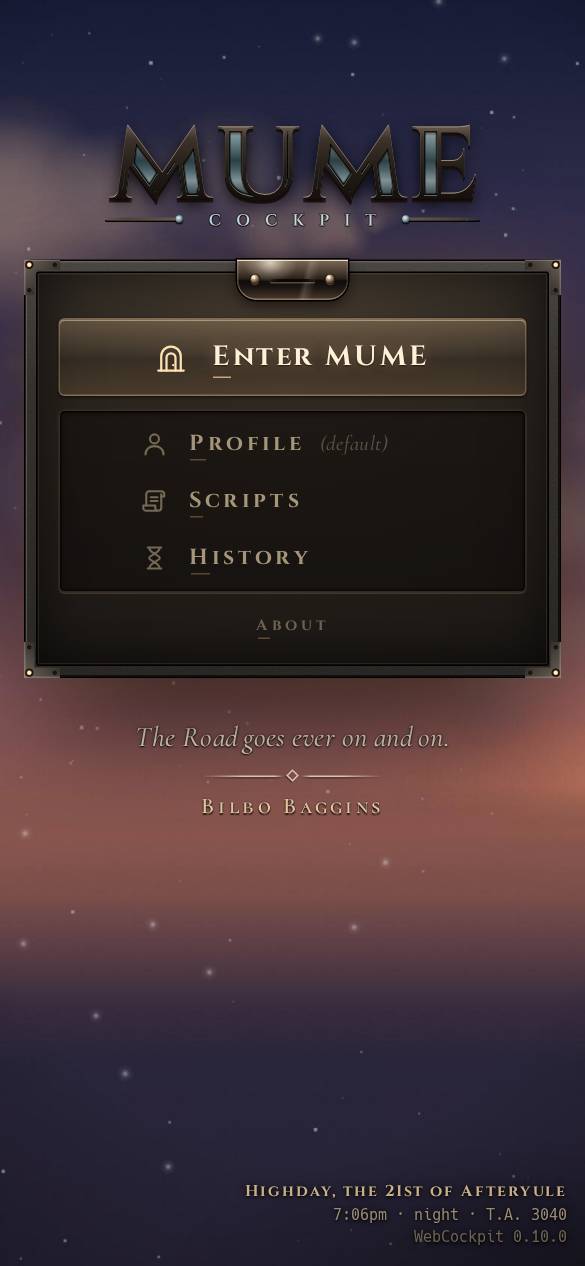 MUME
COCKPIT
Enter MUME
Profile (default)
Scripts
History
About
The Road goes ever on and on.
Bilbo Baggins
Highday, the 21st of Afteryule
7:06pm · night · T.A. 3040
WebCockpit 0.10.0